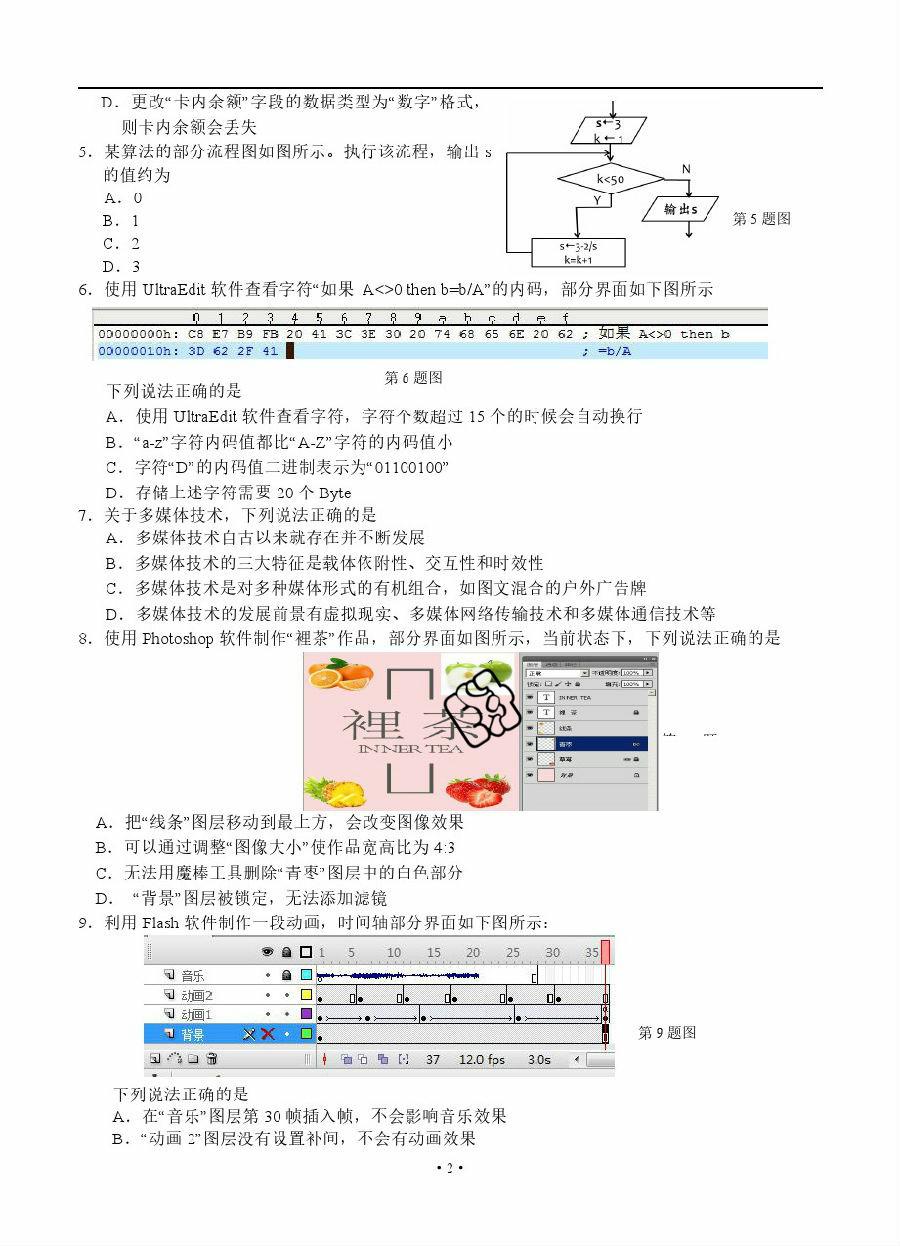 D．更改“卡内余额”字段的数据类型为“数字”格式，
则卡内余额会丢失
5．某算法的部分流程图如图所示。执行该流程，输出 s
的值约为
A．0
B．1
C．2
D．3
s←3
k ← 1
k<50
N
Y
输出s
s←3-2/s
k=k+1
第 5 题图
6．使用 UltraEdit 软件查看字符“如果 A<>0 then b=b/A”的内码，部分界面如下图所示
0 1 2 3 4 5 6 7 8 9 a b c d e f
00000000h: C8 E7 B9 FB 20 41 3C 3E 30 20 74 68 65 6E 20 62 ; 如果 A<>0 then b
00000010h: 3D 62 2F 41 ; =b/A
第 6 题图
下列说法正确的是
A．使用 UltraEdit 软件查看字符，字符个数超过 15 个的时候会自动换行
B．“a-z”字符内码值都比“A-Z”字符的内码值小
C．字符“D”的内码值二进制表示为“01100100”
D．存储上述字符需要 20 个 Byte
7．关于多媒体技术，下列说法正确的是
A．多媒体技术自古以来就存在并不断发展
B．多媒体技术的三大特征是载体依附性、交互性和时效性
C．多媒体技术是对多种媒体形式的有机组合，如图文混合的户外广告牌
D．多媒体技术的发展前景有虚拟现实、多媒体网络传输技术和多媒体通信技术等
8．使用 Photoshop 软件制作“裡茶”作品，部分界面如图所示，当前状态下，下列说法正确的是
裡 茶
INNER TEA
正常 不透明度: 100%
锁定: 填充: 100%
INNER TEA
裡 茶
线条
青枣
草莓
背景
A．把“线条”图层移动到最上方，会改变图像效果
B．可以通过调整“图像大小”使作品宽高比为 4:3
C．无法用魔棒工具删除“青枣”图层中的白色部分
D． “背景”图层被锁定，无法添加滤镜
9．利用 Flash 软件制作一段动画，时间轴部分界面如下图所示：
1 5 10 15 20 25 30 35
音乐
动画2
动画1
背景
37 12.0 fps 3.0s
第 9 题图
下列说法正确的是
A．在“音乐”图层第 30 帧插入帧，不会影响音乐效果
B．“动画 2”图层没有设置补间，不会有动画效果
· 2 ·